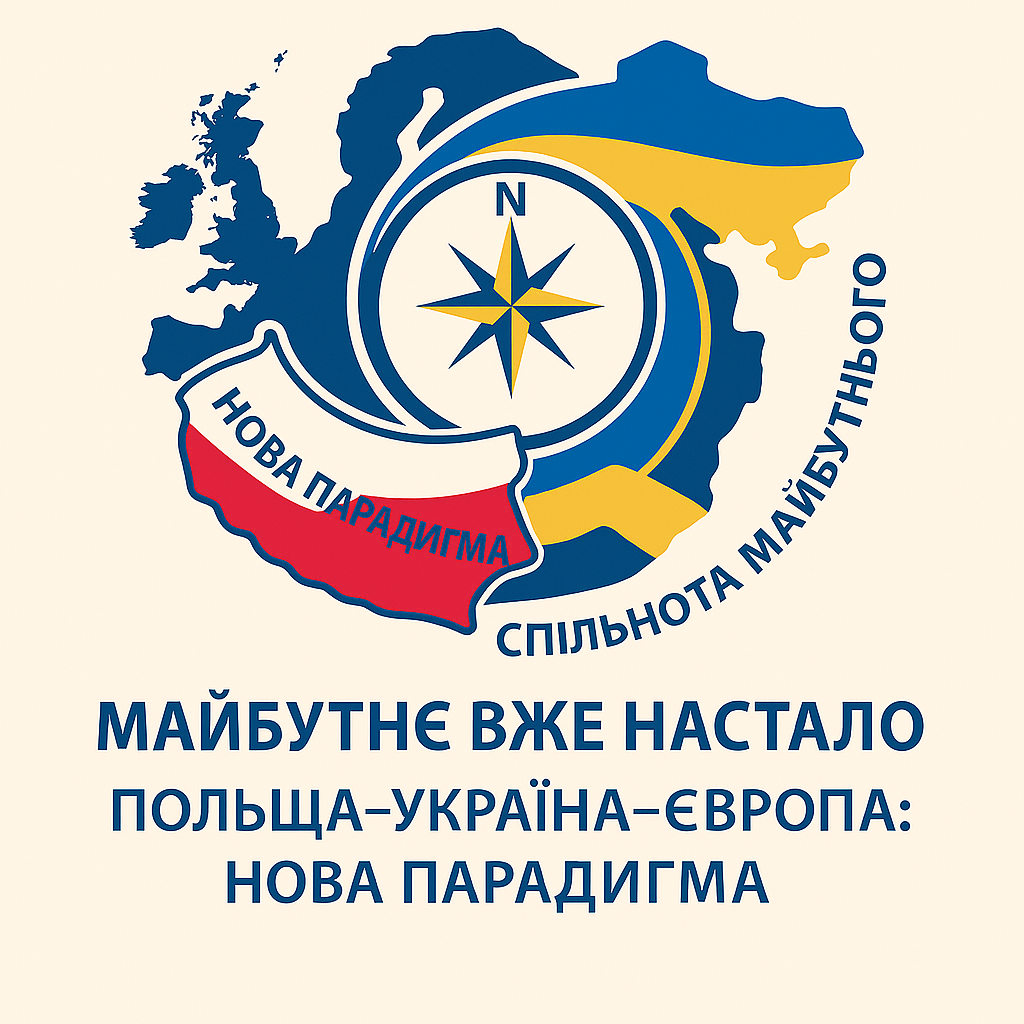 N
НОВА ПАРАДИГМА
СПІЛЬНОТА МАЙБУТНЬОГО
МАЙБУТНЄ ВЖЕ НАСТАЛО
ПОЛЬЩА–УКРАЇНА–ЄВРОПА:
НОВА ПАРАДИГМА